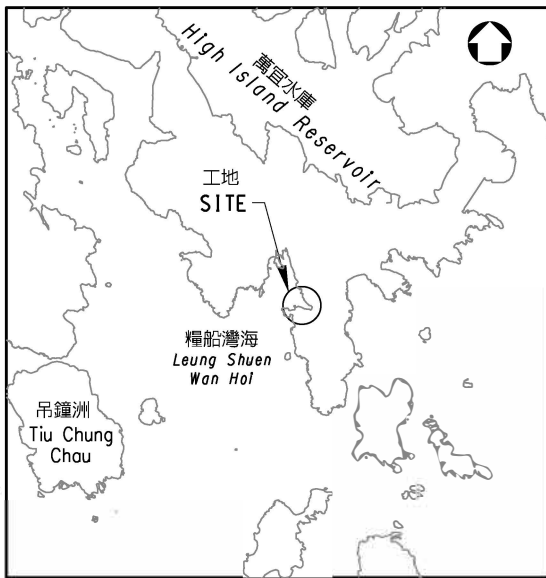 萬宜水庫
High Island Reservoir
工地
SITE
糧船灣海
Leung Shuen
Wan Hoi
吊鐘洲
Tiu Chung
Chau